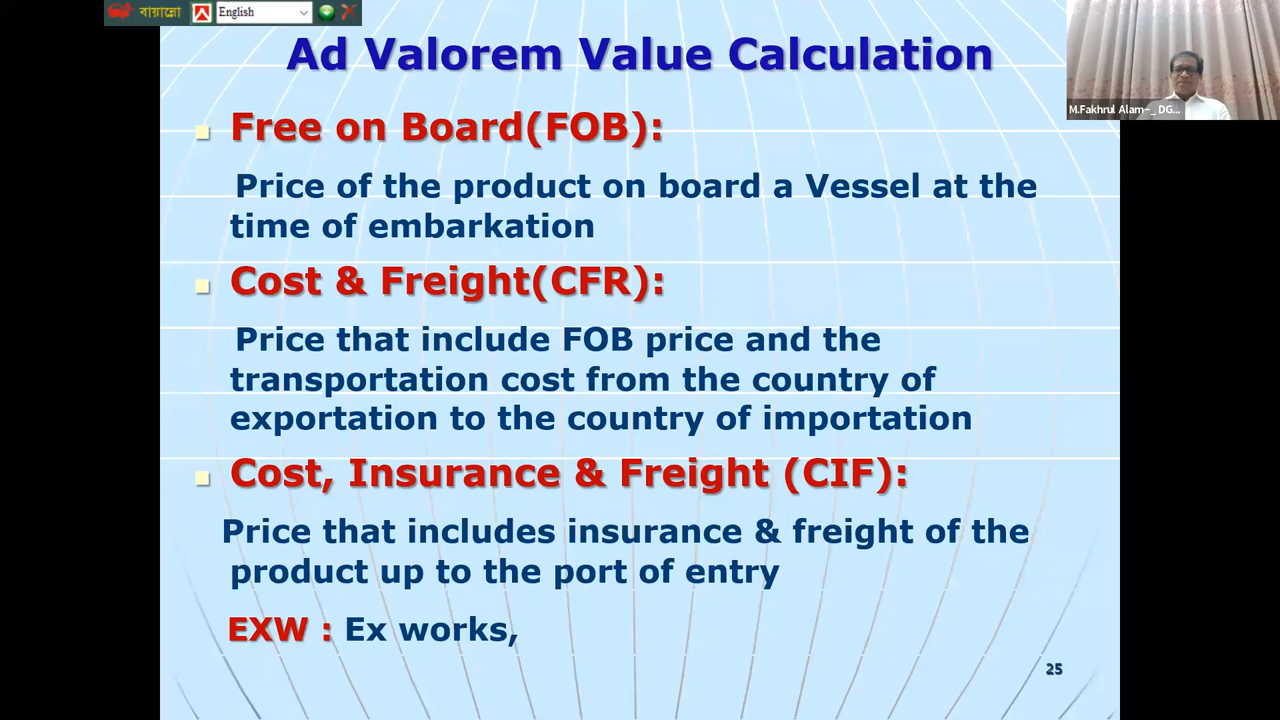 বায়ান্নো
English
Ad Valorem Value Calculation
M.Fakhrul Alam~_ DG...
Free on Board(FOB):
Price of the product on board a Vessel at the
time of embarkation
Cost & Freight(CFR):
Price that include FOB price and the
transportation cost from the country of
exportation to the country of importation
Cost, Insurance & Freight (CIF):
Price that includes insurance & freight of the
product up to the port of entry
EXW : Ex works,
25